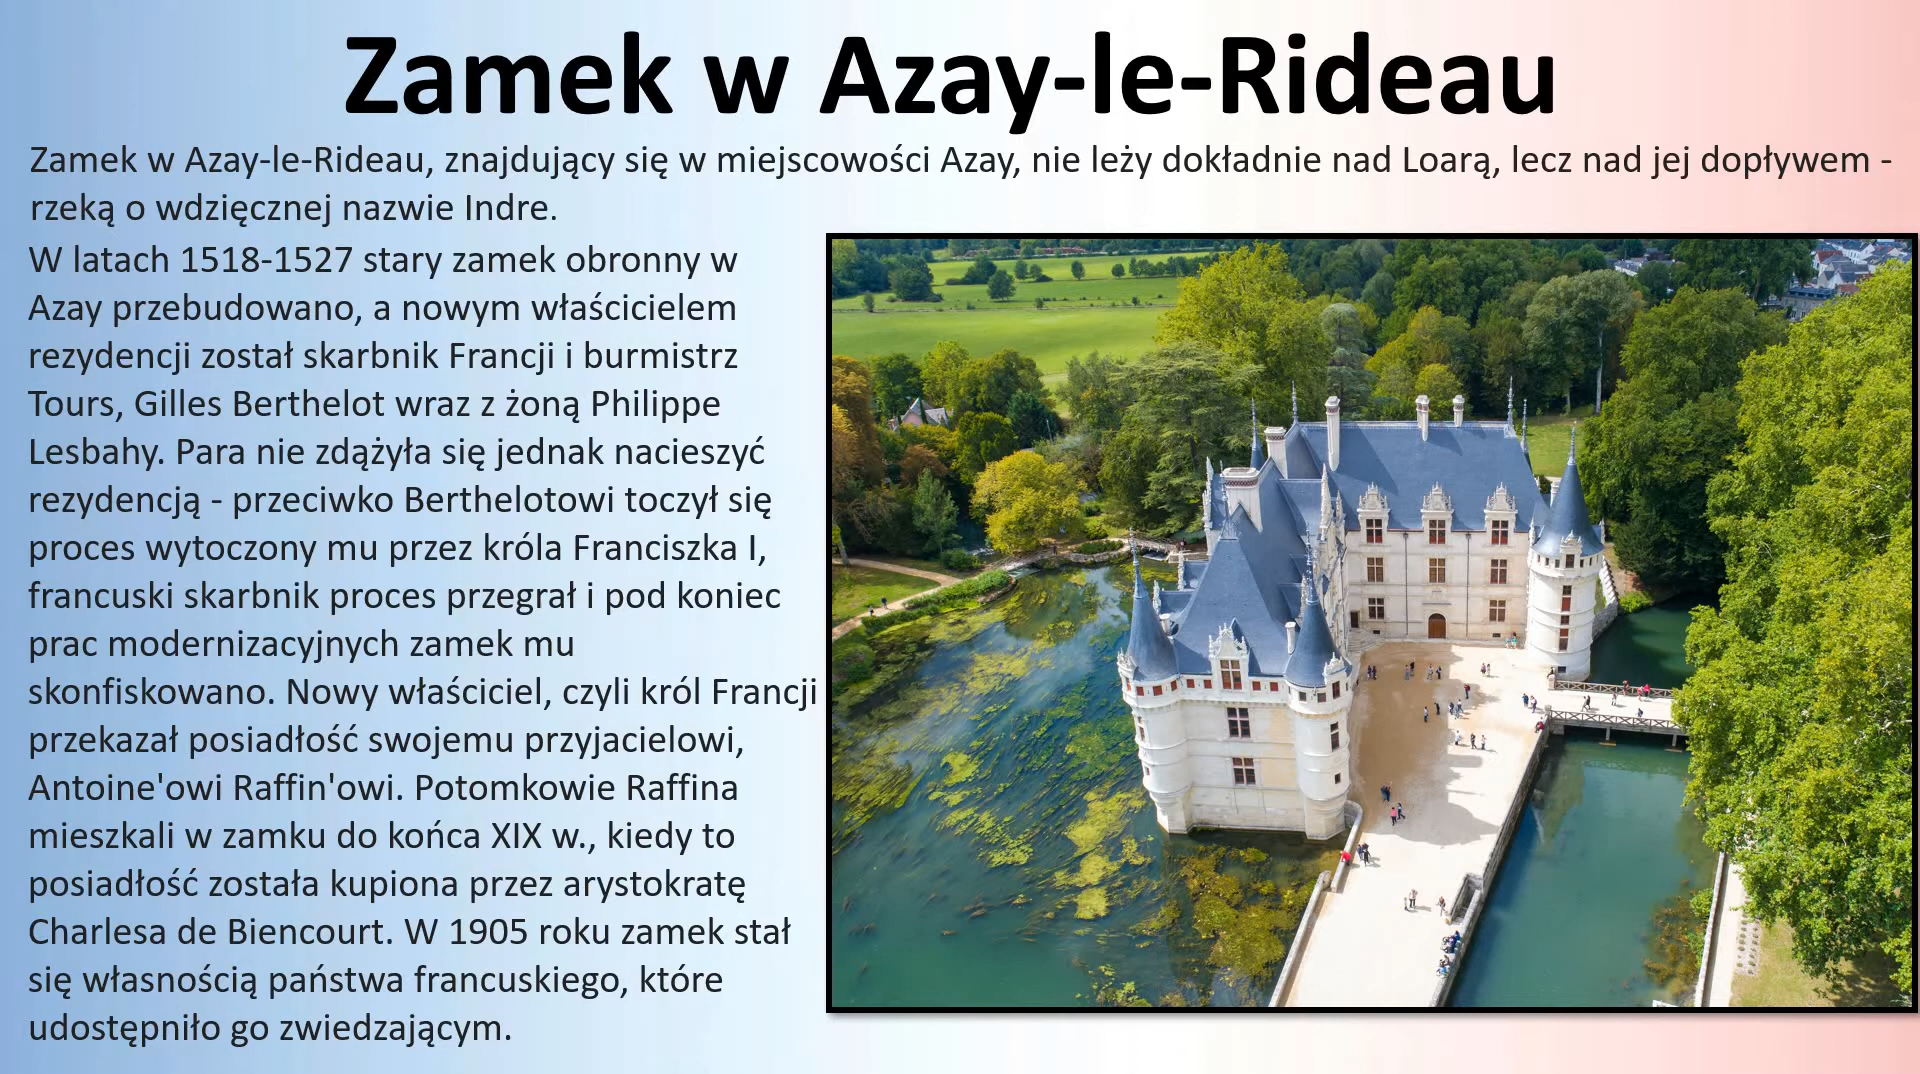 Zamek w Azay-le-Rideau
Zamek w Azay-le-Rideau, znajdujący się w miejscowości Azay, nie leży dokładnie nad Loarą, lecz nad jej dopływem -
rzeką o wdzięcznej nazwie Indre.
W latach 1518-1527 stary zamek obronny w
Azay przebudowano, a nowym właścicielem
rezydencji został skarbnik Francji i burmistrz
Tours, Gilles Berthelot wraz z żoną Philippe
Lesbahy. Para nie zdążyła się jednak nacieszyć
rezydencją - przeciwko Berthelotowi toczył się
proces wytoczony mu przez króla Franciszka I,
francuski skarbnik proces przegrał i pod koniec
prac modernizacyjnych zamek mu
skonfiskowano. Nowy właściciel, czyli król Francji
przekazał posiadłość swojemu przyjacielowi,
Antoine'owi Raffin'owi. Potomkowie Raffina
mieszkali w zamku do końca XIX w., kiedy to
posiadłość została kupiona przez arystokratę
Charlesa de Biencourt. W 1905 roku zamek stał
się własnością państwa francuskiego, które
udostępniło go zwiedzającym.